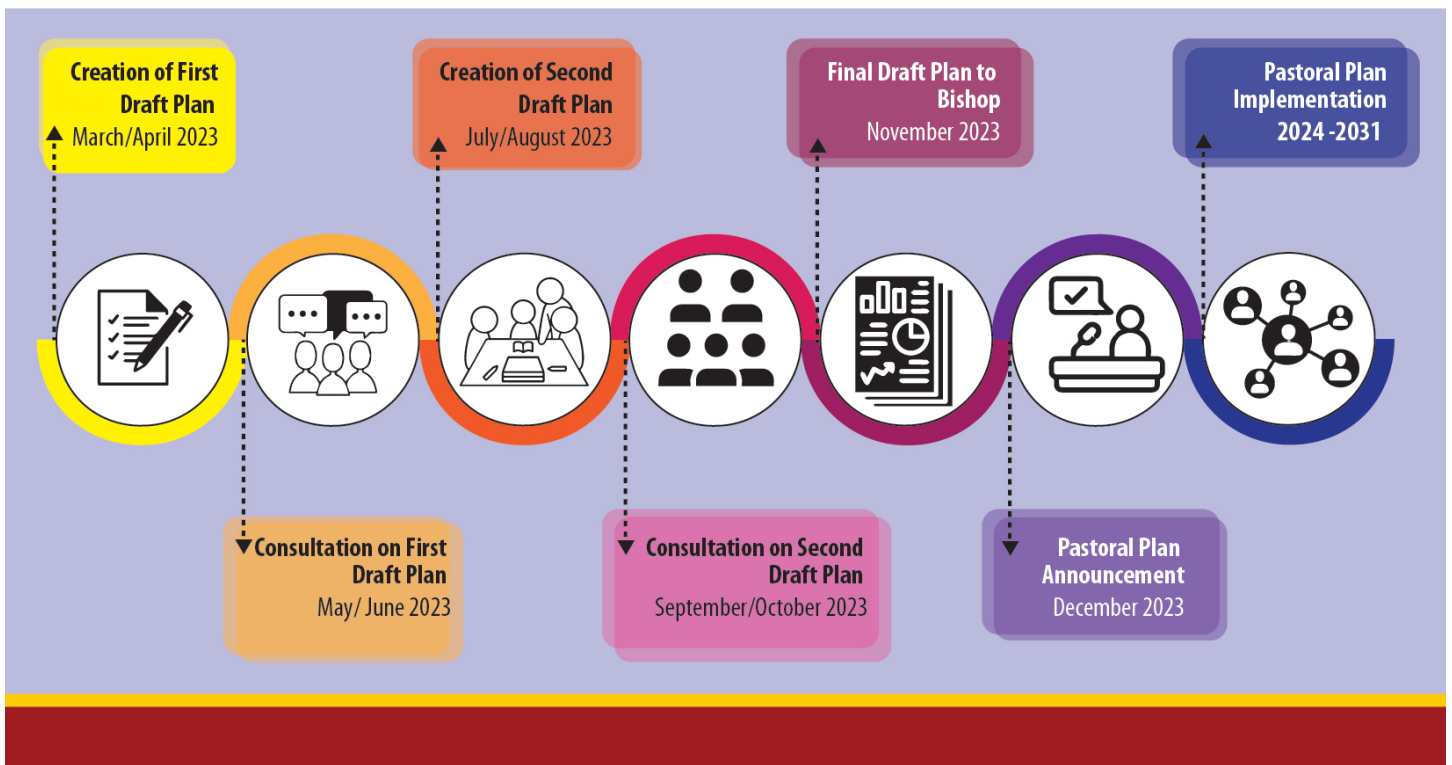 Creation of First
Draft Plan
March/April 2023
Creation of Second
Draft Plan
July/August 2023
Final Draft Plan to
Bishop
November 2023
Pastoral Plan
Implementation
2024 -2031
Consultation on First
Draft Plan
May/ June 2023
Consultation on Second
Draft Plan
September/October 2023
Pastoral Plan
Announcement
December 2023